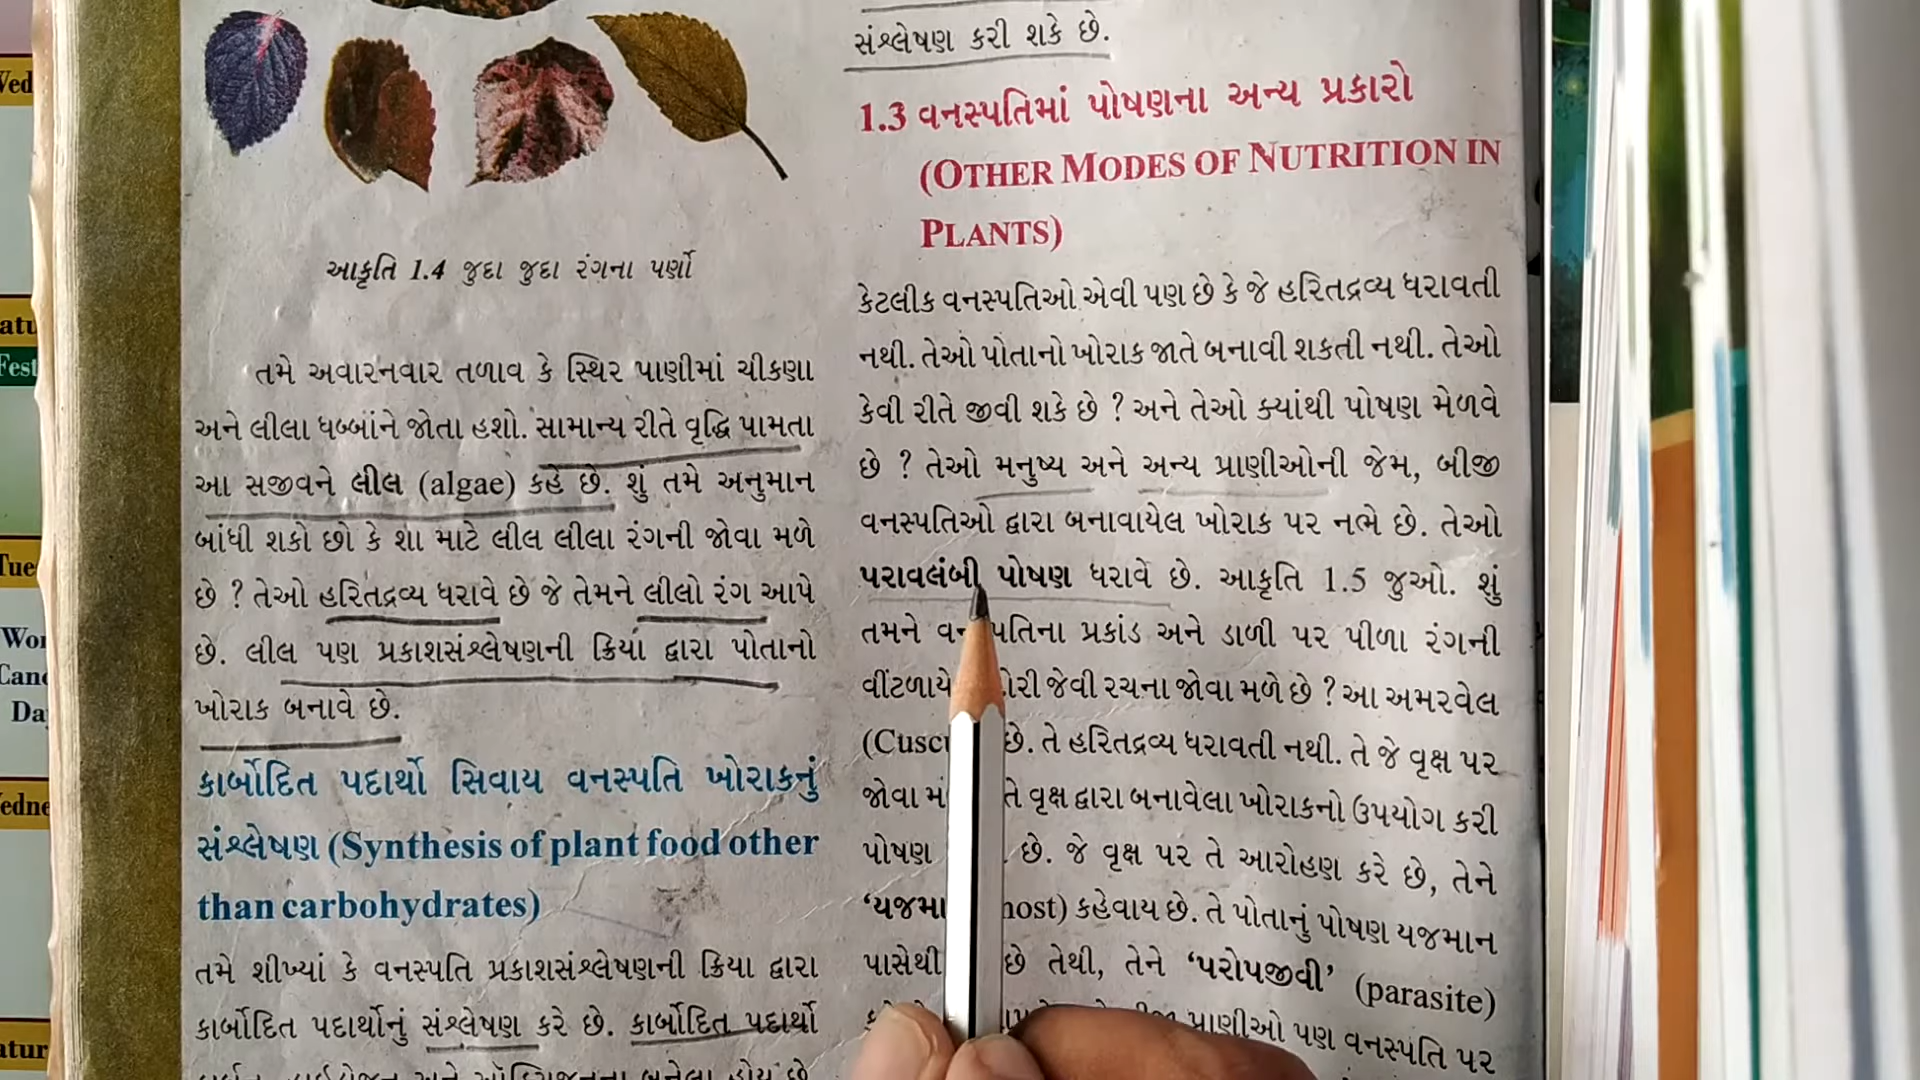 આકૃતિ 1.4 જુદા જુદા રંગના પર્ણો
તમે અવારનવાર તળાવ કે સ્થિર પાણીમાં ચીકણા
અને લીલા ધબ્બાંને જોતા હશો. સામાન્ય રીતે વૃદ્ધિ પામતા
આ સજીવને લીલ (algae) કહે છે. શું તમે અનુમાન
બાંધી શકો છો કે શા માટે લીલ લીલા રંગની જોવા મળે
છે ? તેઓ હરિતદ્રવ્ય ધરાવે છે જે તેમને લીલો રંગ આપે
છે. લીલ પણ પ્રકાશસંશ્લેષણની ક્રિયા દ્વારા પોતાનો
ખોરાક બનાવે છે.
કાર્બોદિત પદાર્થો સિવાય વનસ્પતિ ખોરાકનું
સંશ્લેષણ (Synthesis of plant food other
than carbohydrates)
તમે શીખ્યાં કે વનસ્પતિ પ્રકાશસંશ્લેષણની ક્રિયા દ્વારા
કાર્બોદિત પદાર્થોનું સંશ્લેષણ કરે છે. કાર્બોદિત પદાર્થો
સંશ્લેષણ કરી શકે છે.
1.3 વનસ્પતિમાં પોષણના અન્ય પ્રકારો
(OTHER MODES OF NUTRITION IN
PLANTS)
કેટલીક વનસ્પતિઓ એવી પણ છે કે જે હરિતદ્રવ્ય ધરાવતી
નથી. તેઓ પોતાનો ખોરાક જાતે બનાવી શકતી નથી. તેઓ
કેવી રીતે જીવી શકે છે ? અને તેઓ ક્યાંથી પોષણ મેળવે
છે ? તેઓ મનુષ્ય અને અન્ય પ્રાણીઓની જેમ, બીજી
વનસ્પતિઓ દ્વારા બનાવાયેલ ખોરાક પર નભે છે. તેઓ
પરાવલંબી પોષણ ધરાવે છે. આકૃતિ 1.5 જુઓ. શું
તમને પ્રકાંડ અને ડાળી પર પીળા રંગની
જેવી રચના જોવા મળે છે ? આ અમરવેલ
છે. તે હરિતદ્રવ્ય ધરાવતી નથી. તે જે વૃક્ષ પર
જોવા તે વૃક્ષ દ્વારા બનાવેલા ખોરાકનો ઉપયોગ કરી
પોષણ છે. જે વૃક્ષ પર તે આરોહણ કરે છે, તેને
કહેવાય છે. તે પોતાનું પોષણ યજમાન
પાસેથી છે તેથી, તેને ‘પરોપજીવી’ (parasite)
પ્રાણીઓ પણ વનસ્પતિ પર